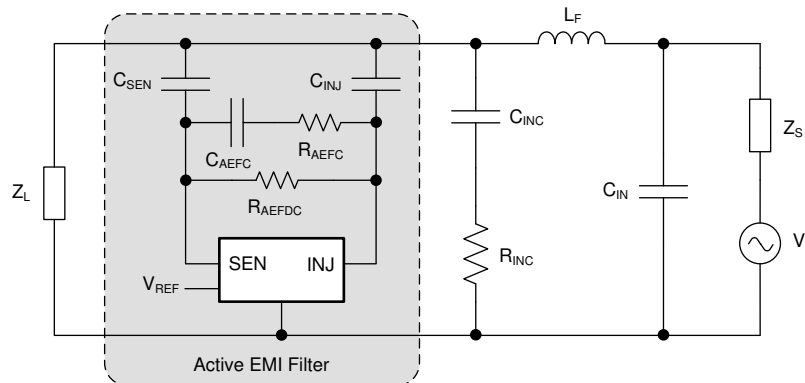 L_F
C_SEN
C_INJ
C_INC
Z_S
C_AEFC
R_AEFC
Z_L
R_AEFDC
C_IN
V
SEN
INJ
R_INC
V_REF
Active EMI Filter